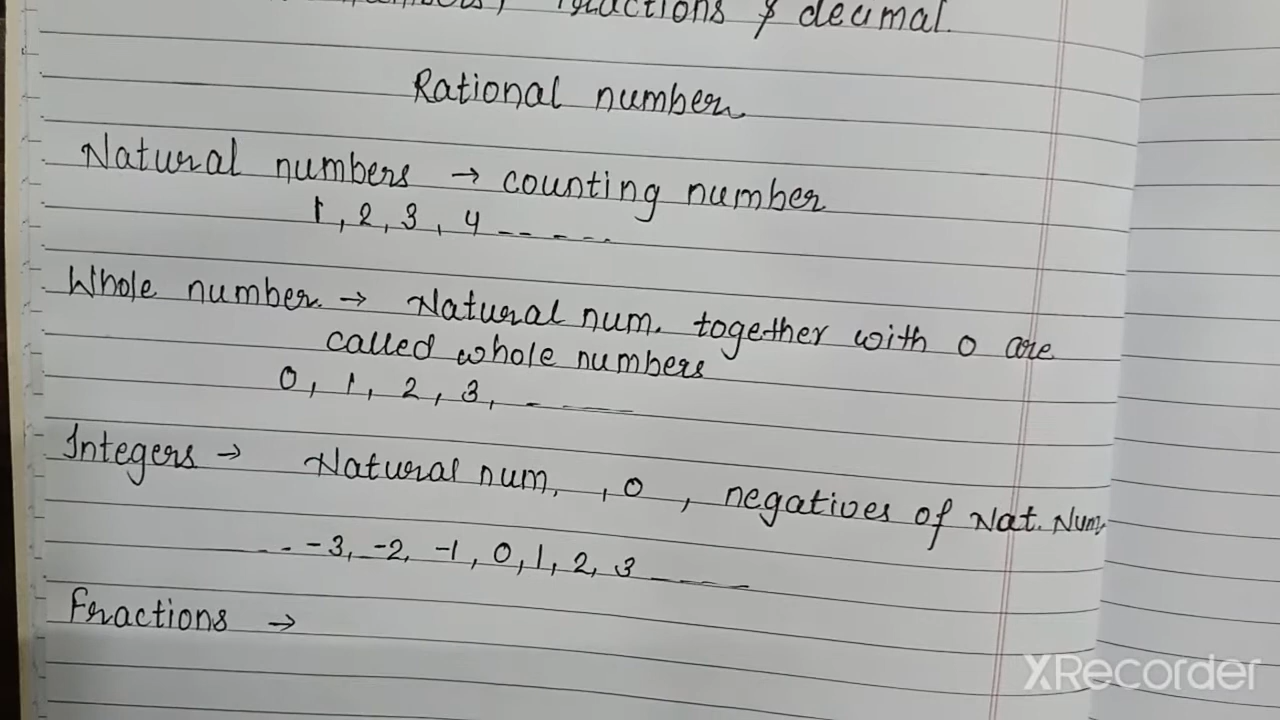 fractions & decimal.
Rational number
Natural numbers → counting number
1, 2, 3, 4 -----
Whole number → Natural num. together with 0 are
called whole numbers
0, 1, 2, 3, - ___
Integers → Natural num. , 0 , negatives of Nat. Num.
.. -3, -2, -1, 0, 1, 2, 3 ____
Fractions →
XRecorder